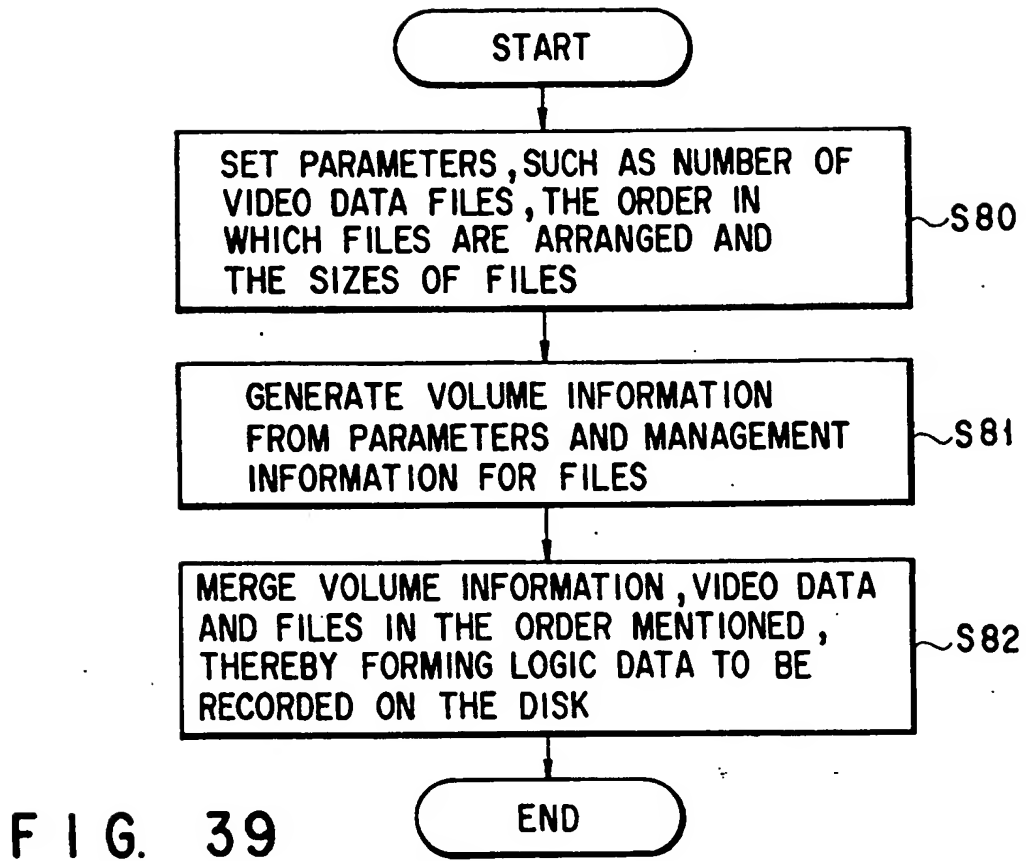 START
SET PARAMETERS, SUCH AS NUMBER OF
VIDEO DATA FILES, THE ORDER IN
WHICH FILES ARE ARRANGED AND
THE SIZES OF FILES
S80
GENERATE VOLUME INFORMATION
FROM PARAMETERS AND MANAGEMENT
INFORMATION FOR FILES
S81
MERGE VOLUME INFORMATION, VIDEO DATA
AND FILES IN THE ORDER MENTIONED,
THEREBY FORMING LOGIC DATA TO BE
RECORDED ON THE DISK
S82
END
FIG. 39